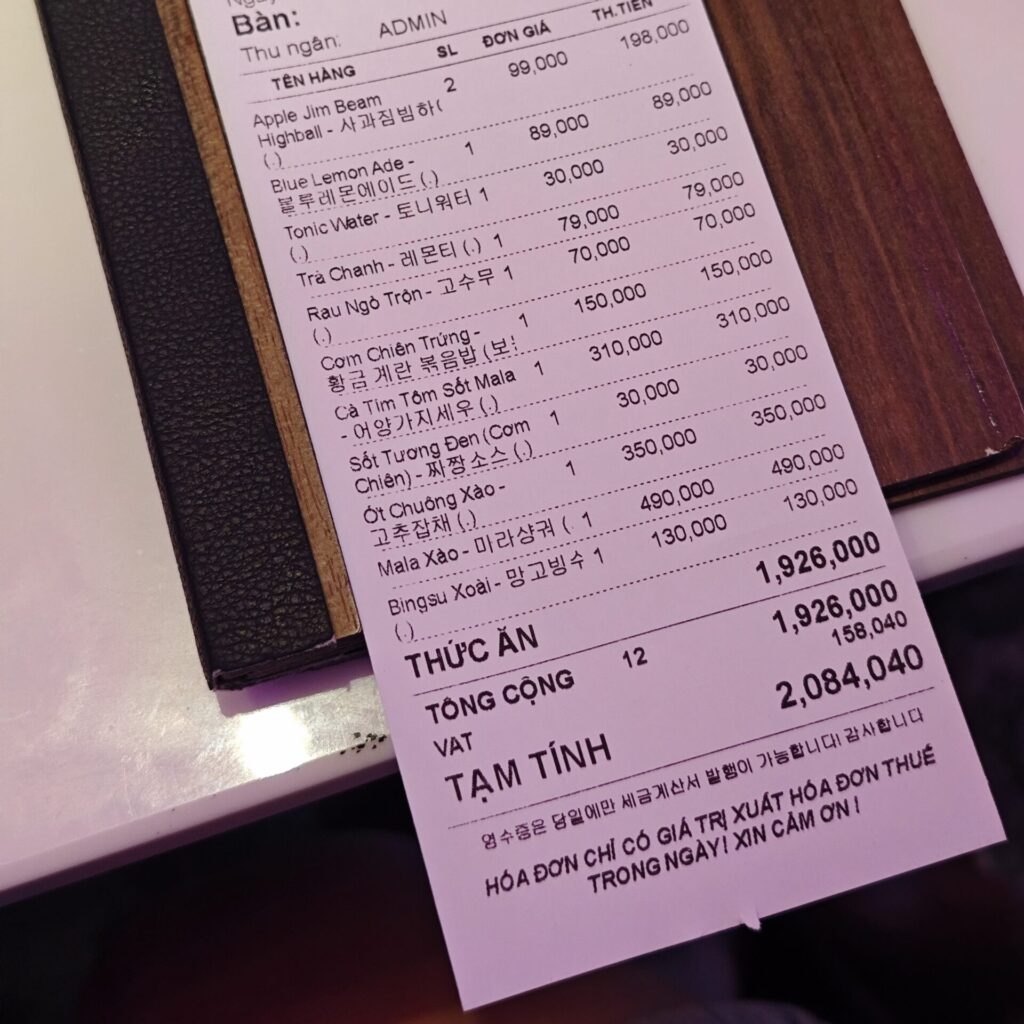 Bàn:
Thu ngân: ADMIN
TÊN HÀNG SL ĐƠN GIÁ TH.TIỀN
Apple Jim Beam 2 99,000 198,000
Highball - 사과짐빔하(
(.)
Blue Lemon Ade - 1 89,000 89,000
블루레몬에이드 (.)
Tonic Water - 토니워터 1 30,000 30,000
(.)
Trà Chanh - 레몬티 (.) 1 79,000 79,000
Rau Ngò Trộn - 고수무 1 70,000 70,000
(.)
Cơm Chiên Trứng - 1 150,000 150,000
황금 계란 볶음밥 (보
Cà Tím Tôm Sốt Mala 1 310,000 310,000
- 어양가지세우 (.)
Sốt Tương Đen (Cơm 1 30,000 30,000
Chiên) - 짜짱소스 (.)
Ớt Chuông Xào - 1 350,000 350,000
고추잡채 (.)
Mala Xào - 미라샹궈 ( 1 490,000 490,000
Bingsu Xoài - 망고빙수 1 130,000 130,000
(.)
THỨC ĂN 1,926,000
TỔNG CỘNG 12 1,926,000
VAT 158,040
TẠM TÍNH 2,084,040
영수증은 당일에만 세금계산서 발행이 가능합니다! 감사합니다
HÓA ĐƠN CHỈ CÓ GIÁ TRỊ XUẤT HÓA ĐƠN THUẾ
TRONG NGÀY! XIN CẢM ƠN !